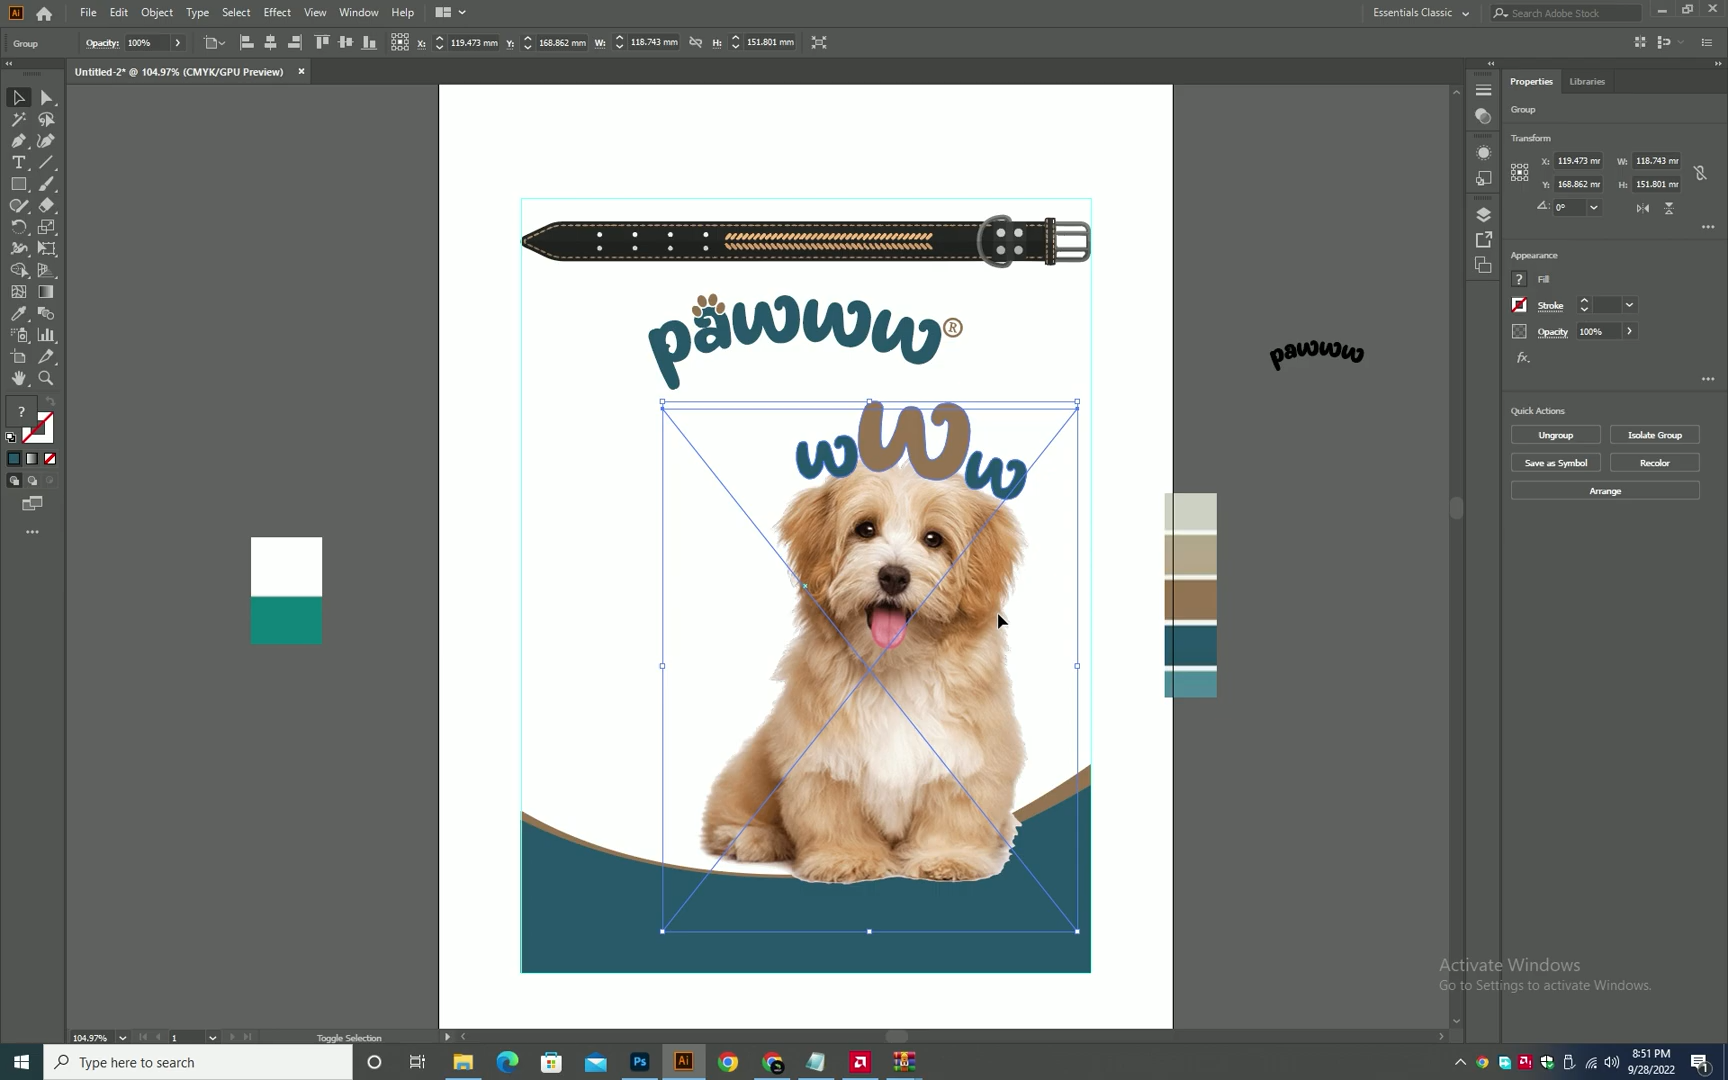 Ai File Edit Object Type Select Effect View Window Help Essentials Classic Search Adobe Stock
Group Opacity: 100% X: 119.473 mm Y: 168.862 mm W: 118.743 mm H: 151.801 mm
Untitled-2* @ 104.97% (CMYK/GPU Preview)
Properties Libraries
Group
Transform
X: 119.473 mr W: 118.743 mr
Y: 168.862 mr H: 151.801 mr
0°
Appearance
? Fill
Stroke
Opacity 100%
fx.
Quick Actions
Ungroup Isolate Group
Save as Symbol Recolor
Arrange
pawww®
pawww
www
?
Activate Windows
Go to Settings to activate Windows.
104.97% 1 Toggle Selection
Type here to search Ps Ai 8:51 PM
9/28/2022 1